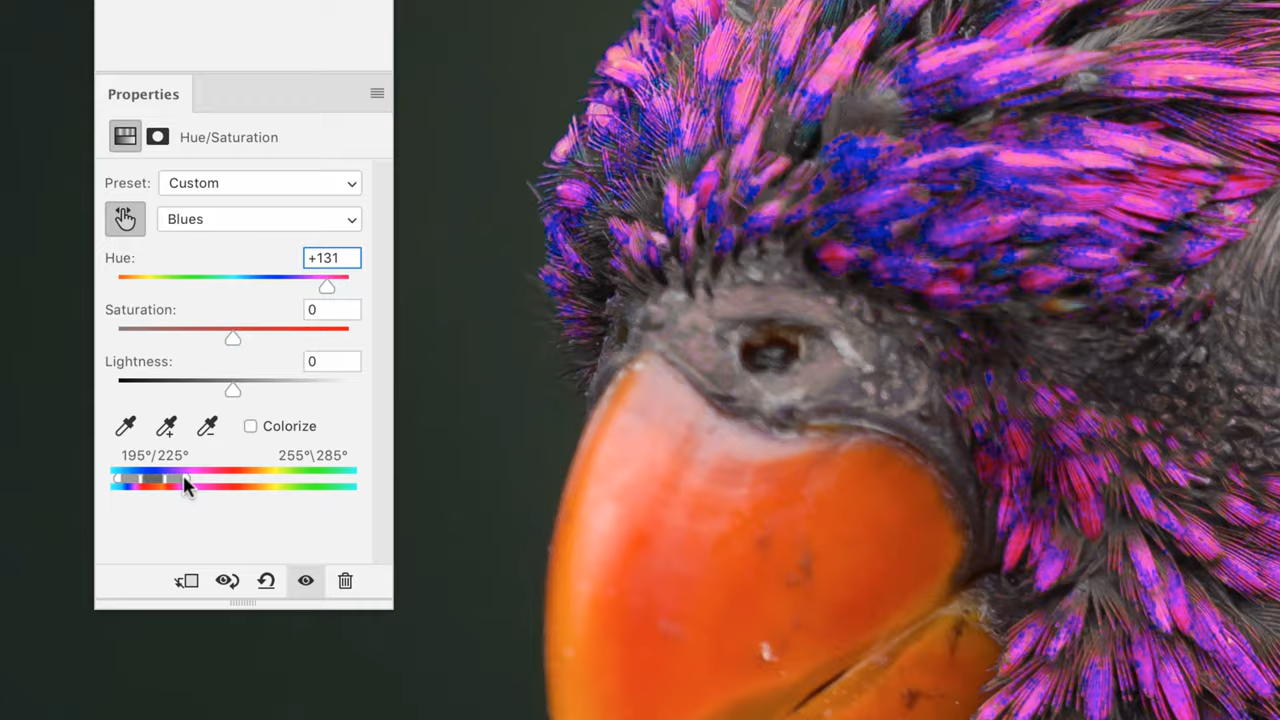 Properties
Hue/Saturation
Preset: Custom
Blues
Hue: +131
Saturation: 0
Lightness: 0
Colorize
195°/225° 255°\285°